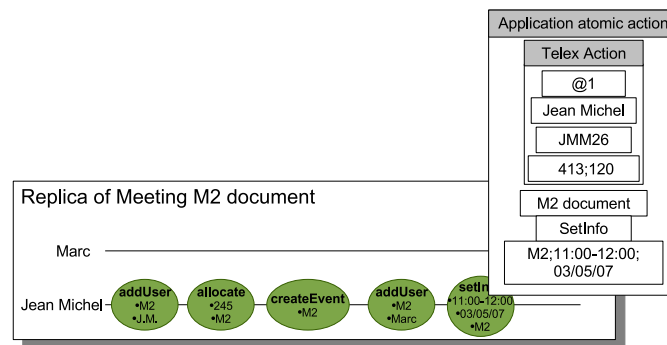 Application atomic action
Telex Action
@1
Jean Michel
JMM26
413;120
M2 document
SetInfo
M2;11:00-12:00;
03/05/07
Replica of Meeting M2 document
Marc
Jean Michel
addUser
•M2
•J.M.
allocate
•245
•M2
createEvent
•M2
addUser
•M2
•Marc
setIn
•11:00-12:00
•03/05/07
•M2